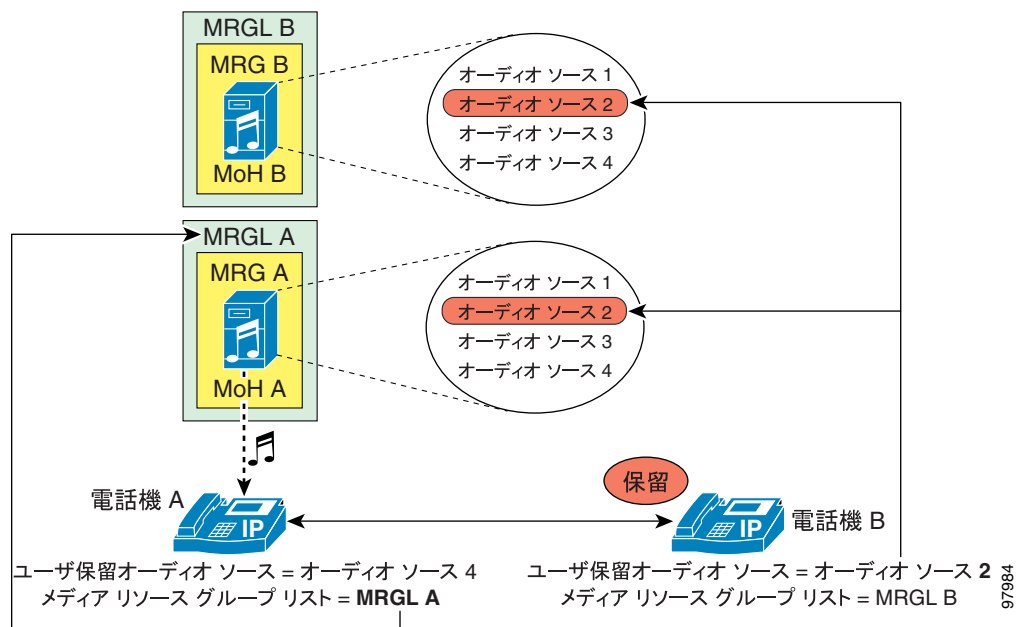 MRGL B
MRG B
MoH B
オーディオ ソース 1
オーディオ ソース 2
オーディオ ソース 3
オーディオ ソース 4
MRGL A
MRG A
MoH A
オーディオ ソース 1
オーディオ ソース 2
オーディオ ソース 3
オーディオ ソース 4
電話機 A
IP
保留
IP
電話機 B
ユーザ保留オーディオ ソース = オーディオ ソース 4
メディア リソース グループ リスト = MRGL A
ユーザ保留オーディオ ソース = オーディオ ソース 2
メディア リソース グループ リスト = MRGL B
97984